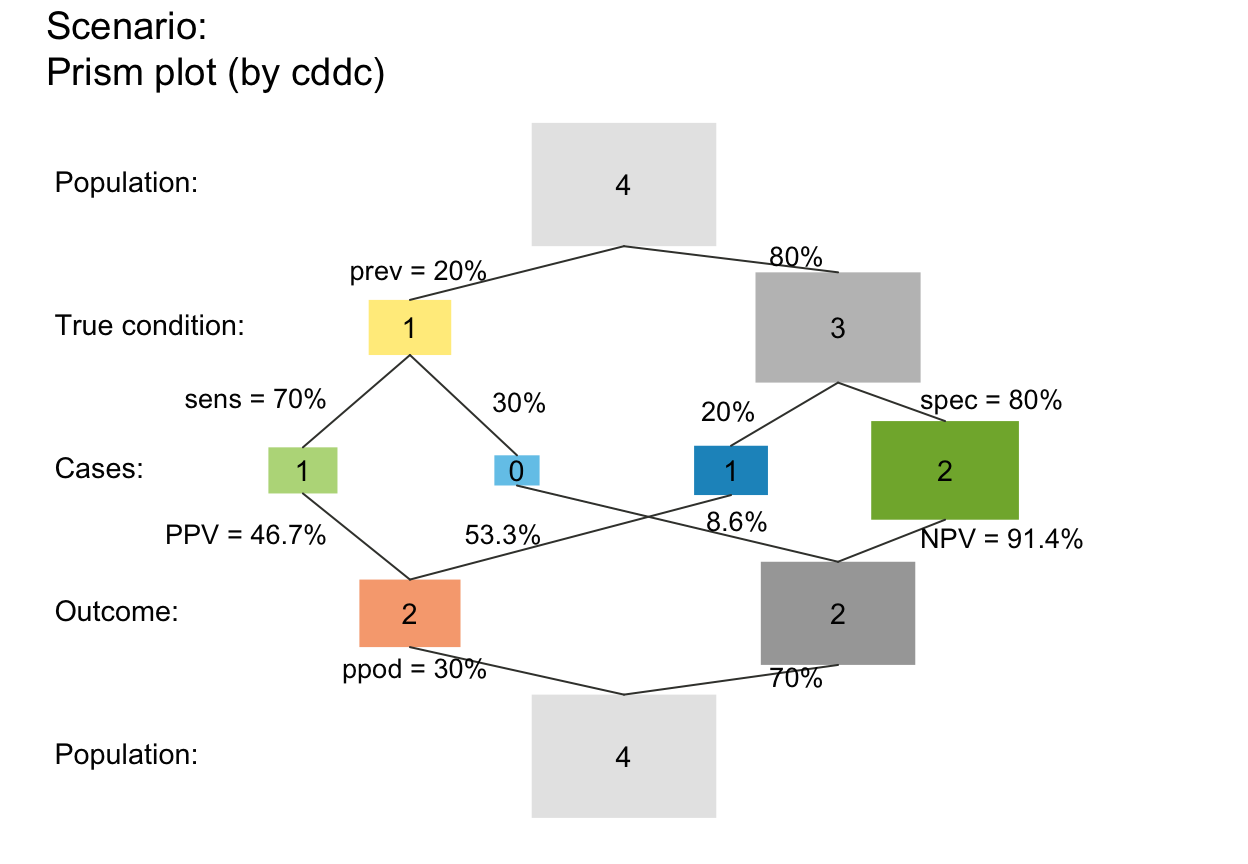 Scenario:
Prism plot (by cddc)
Population:
4
prev = 20%
80%
True condition:
1
3
sens = 70%
30%
20%
spec = 80%
Cases:
1
0
1
2
PPV = 46.7%
53.3%
8.6%
NPV = 91.4%
Outcome:
2
2
ppod = 30%
70%
Population:
4